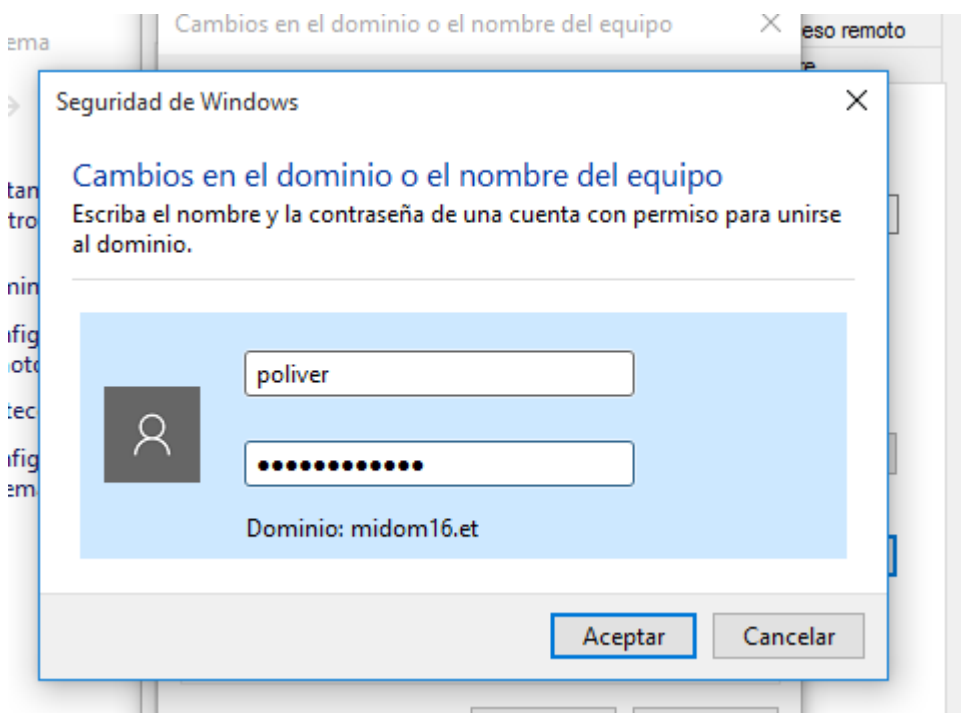 Cambios en el dominio o el nombre del equipo
Seguridad de Windows
Cambios en el dominio o el nombre del equipo
Escriba el nombre y la contraseña de una cuenta con permiso para unirse
al dominio.
poliver
••••••••••••
Dominio: midom16.et
Aceptar
Cancelar